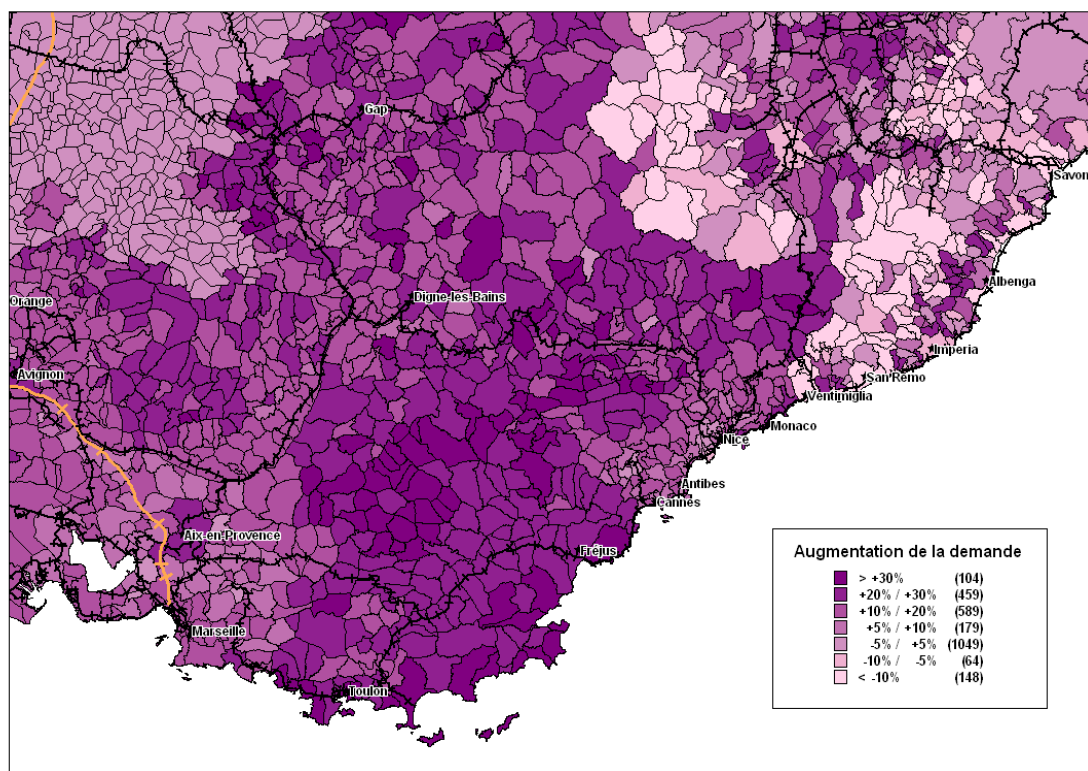 Gap
Savon
Orange
Digne-les-Bains
Albenga
Avignon
Imperia
San Remo
Ventimiglia
Monaco
Nice
Antibes
Cannes
Aix-en-Provence
Fréjus
Marseille
Toulon
Augmentation de la demande
> +30% (104)
+20% / +30% (459)
+10% / +20% (589)
+5% / +10% (179)
-5% / +5% (1049)
-10% / -5% (64)
< -10% (148)